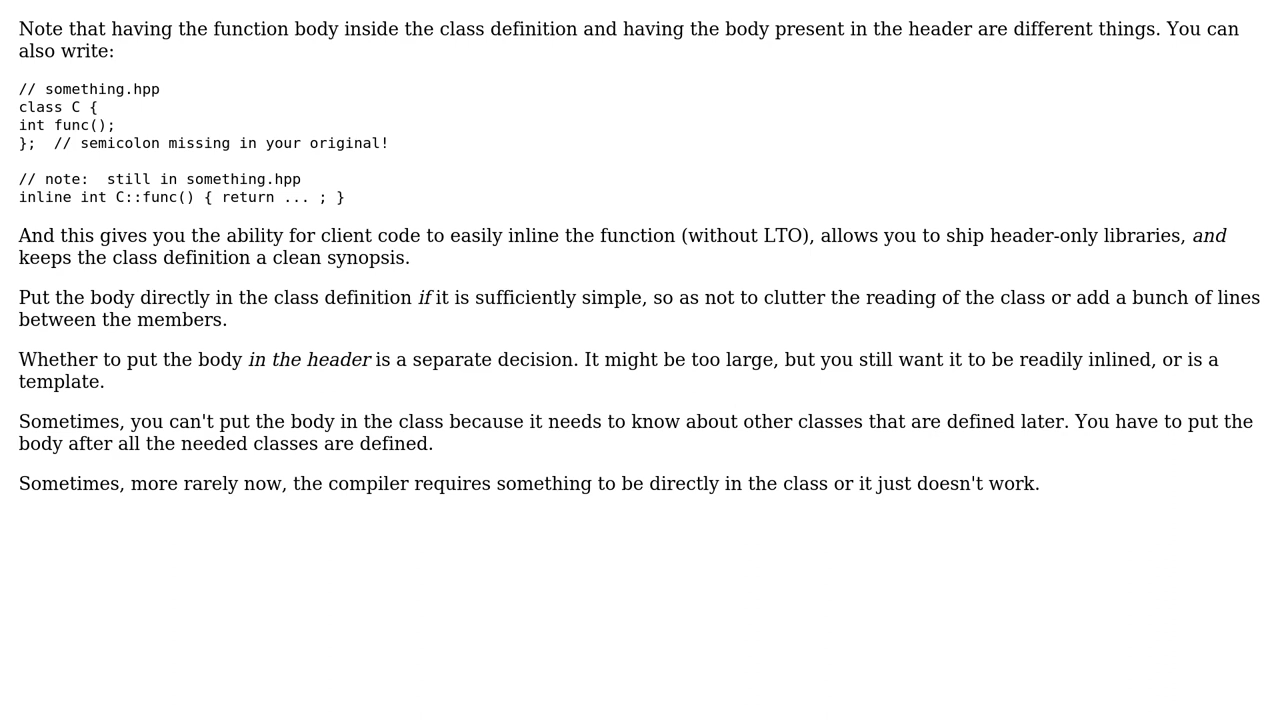 Note that having the function body inside the class definition and having the body present in the header are different things. You can
also write:
// something.hpp
class C {
int func();
};  // semicolon missing in your original!
// note:  still in something.hpp
inline int C::func() { return ... ; }
And this gives you the ability for client code to easily inline the function (without LTO), allows you to ship header-only libraries, and
keeps the class definition a clean synopsis.
Put the body directly in the class definition if it is sufficiently simple, so as not to clutter the reading of the class or add a bunch of lines
between the members.
Whether to put the body in the header is a separate decision. It might be too large, but you still want it to be readily inlined, or is a
template.
Sometimes, you can't put the body in the class because it needs to know about other classes that are defined later. You have to put the
body after all the needed classes are defined.
Sometimes, more rarely now, the compiler requires something to be directly in the class or it just doesn't work.